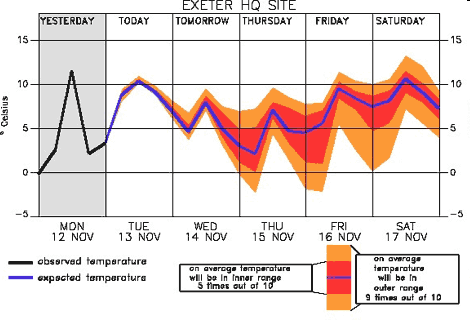 EXETER HQ SITE
YESTERDAY TODAY TOMORROW THURSDAY FRIDAY SATURDAY
15 15
10 10
5 5
0 0
-5 -5
° Celsius
MON TUE WED THU FRI SAT
12 NOV 13 NOV 14 NOV 15 NOV 16 NOV 17 NOV
observed temperature
expected temperature
on average temperature
will be in inner range
5 times out of 10
on average
temperature
will be in
outer range
9 times out of 10